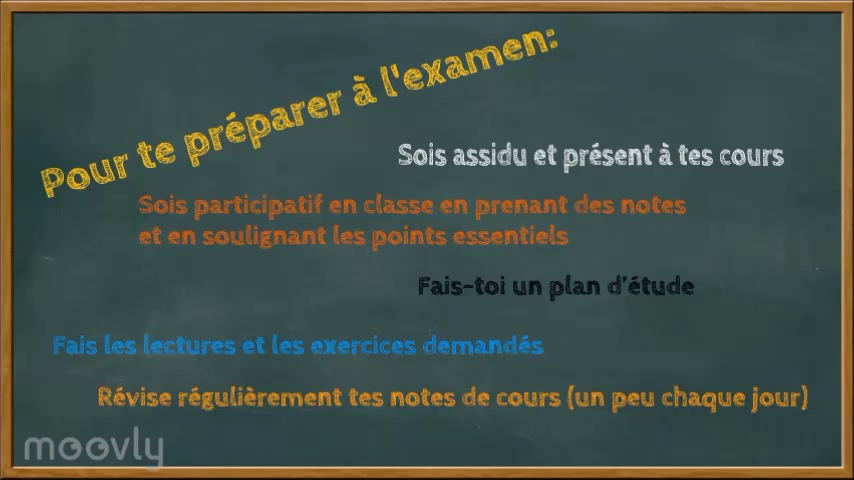 Pour te préparer à l'examen:
Sois assidu et présent à tes cours
Sois participatif en classe en prenant des notes
et en soulignant les points essentiels
Fais-toi un plan d'étude
Fais les lectures et les exercices demandés
Révise régulièrement tes notes de cours (un peu chaque jour)
moovly